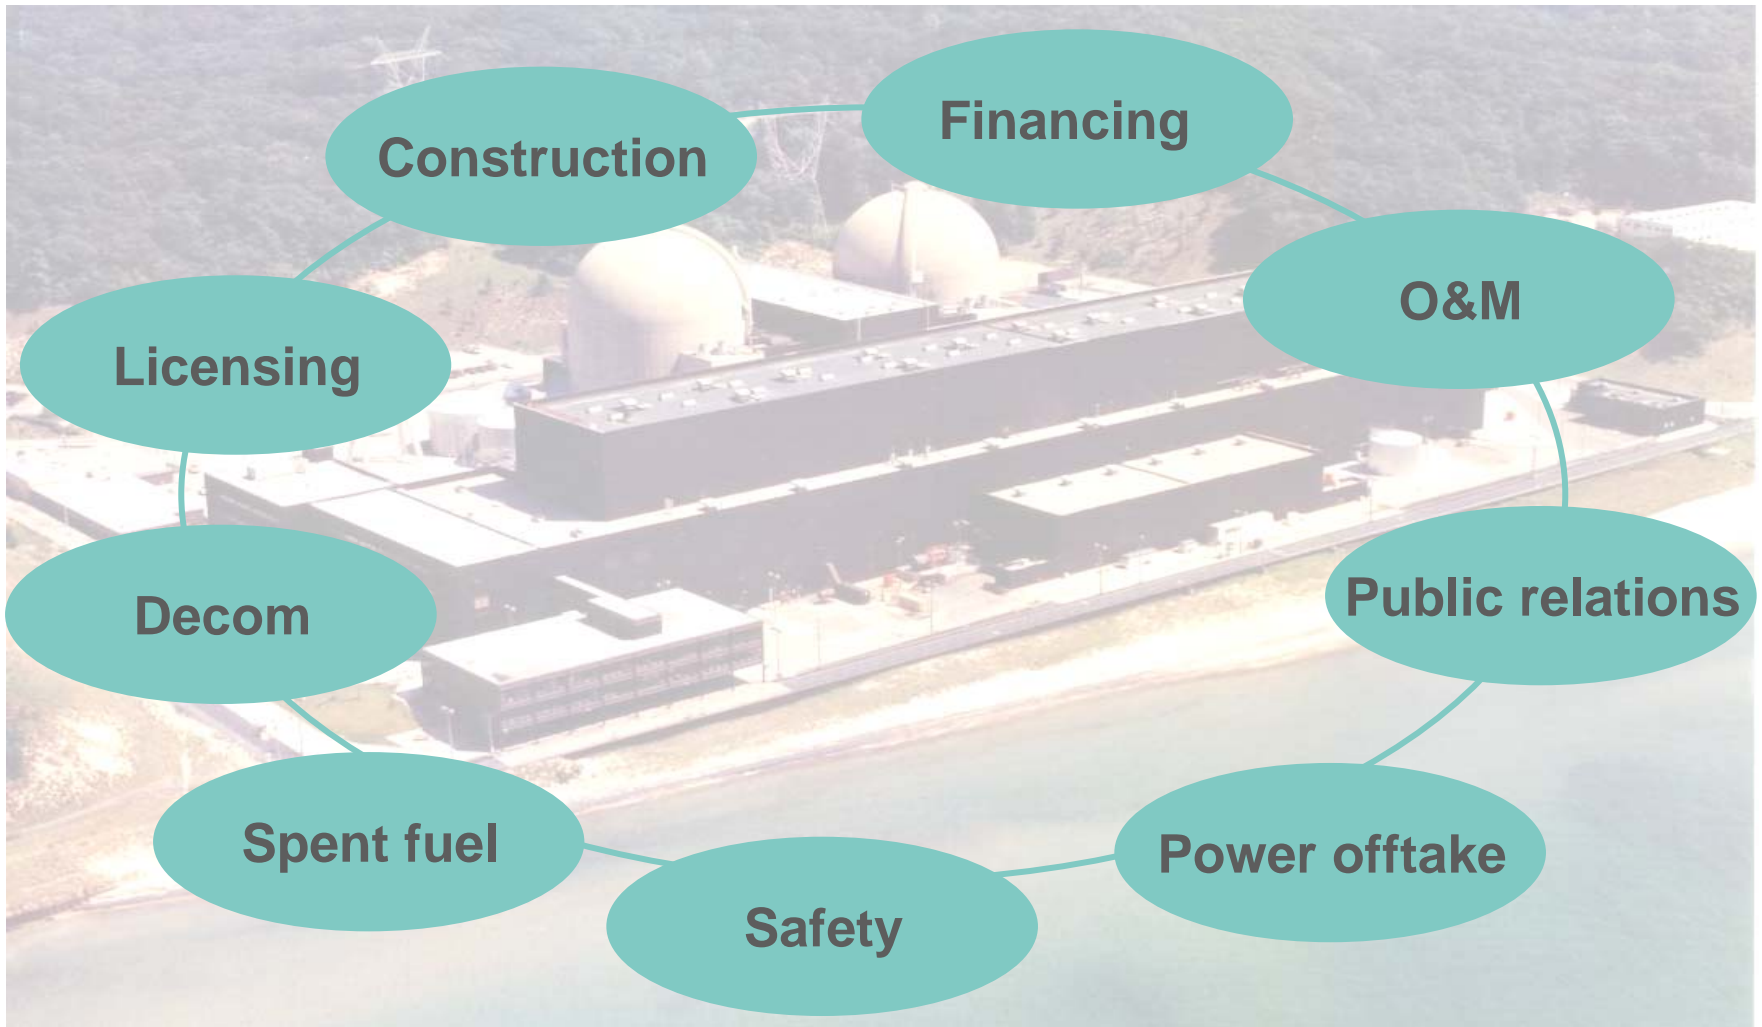 Financing
Construction
O&M
Licensing
Public relations
Decom
Spent fuel
Power offtake
Safety